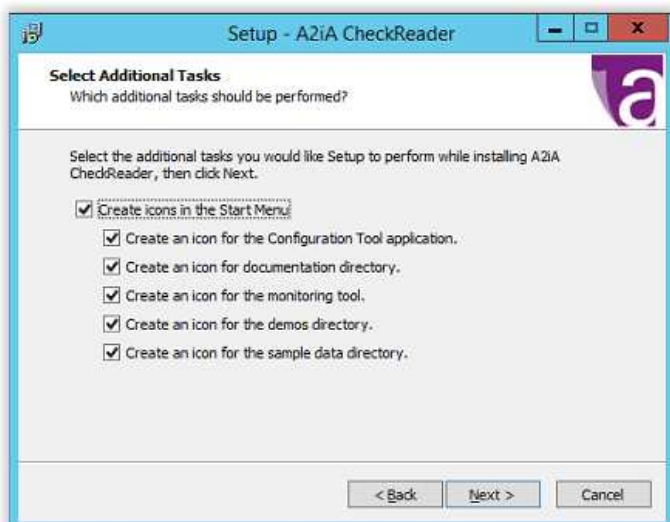 Setup - A2iA CheckReader
Select Additional Tasks
Which additional tasks should be performed?
a
Select the additional tasks you would like Setup to perform while installing A2iA
CheckReader, then click Next.
Create icons in the Start Menu
Create an icon for the Configuration Tool application.
Create an icon for documentation directory.
Create an icon for the monitoring tool.
Create an icon for the demos directory.
Create an icon for the sample data directory.
< Back Next > Cancel